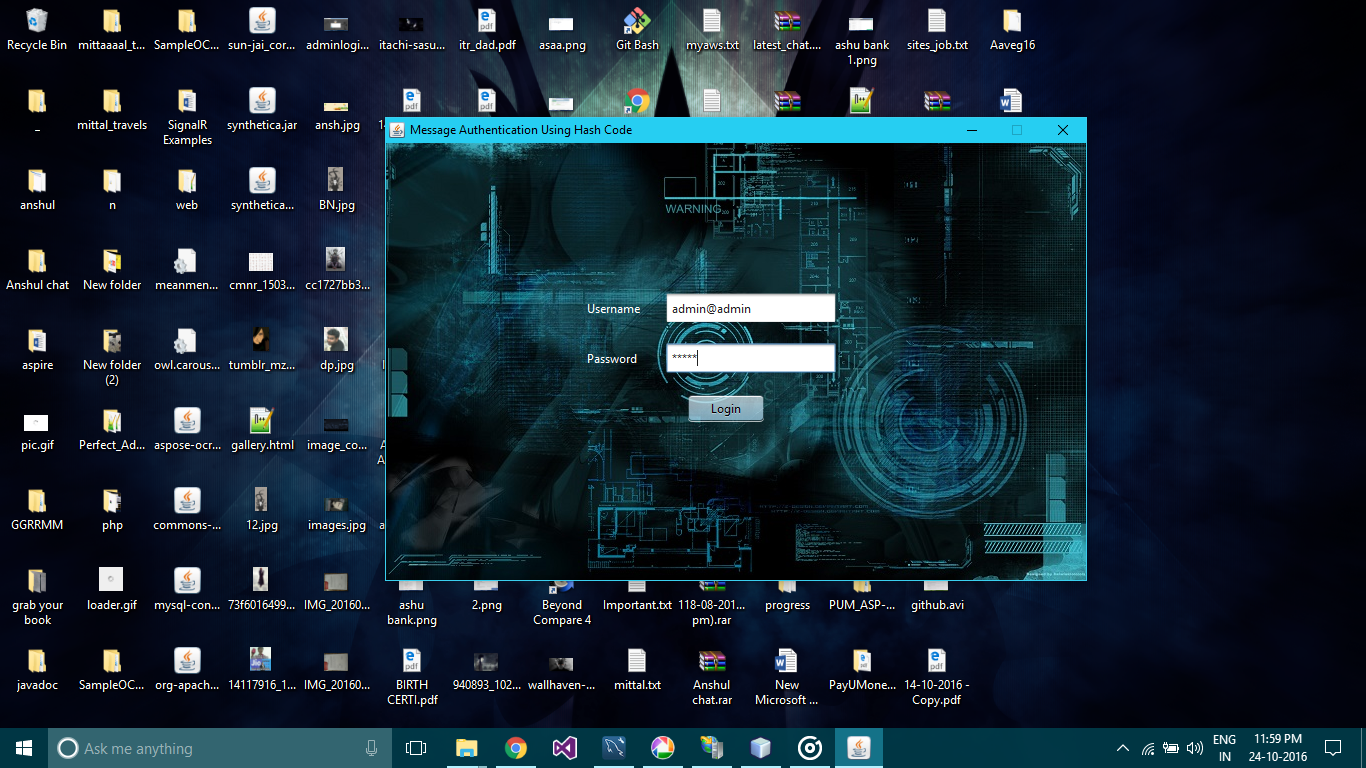 Recycle Bin
mittaaaal_t...
SampleOC...
sun-jai_cor...
adminlogi...
itachi-sasu...
itr_dad.pdf
asaa.png
Git Bash
myaws.txt
latest_chat....
ashu bank
1.png
sites_job.txt
Aaveg16
_
mittal_travels
SignalR
Examples
synthetica.jar
ansh.jpg
Message Authentication Using Hash Code
anshul
n
web
synthetica...
BN.jpg
WARNING
Anshul chat
New folder
meanmen...
cmnr_1503...
cc1727bb3...
Username
admin@admin
Password
*****
Login
aspire
New folder
(2)
owl.carous...
tumblr_mz...
dp.jpg
pic.gif
Perfect_Ad...
aspose-ocr...
gallery.html
image_co...
GGRRMM
php
commons-...
12.jpg
images.jpg
grab your
book
loader.gif
mysql-con...
73f6016499...
IMG_20160...
ashu
bank.png
2.png
Beyond
Compare 4
Important.txt
118-08-201...
pm).rar
progress
PUM_ASP-...
github.avi
javadoc
SampleOC...
org-apach...
14117916_1...
IMG_20160...
BIRTH
CERTI.pdf
940893_102...
wallhaven-...
mittal.txt
Anshul
chat.rar
New
Microsoft ...
PayUMone...
14-10-2016 -
Copy.pdf
Ask me anything
ENG
IN
11:59 PM
24-10-2016